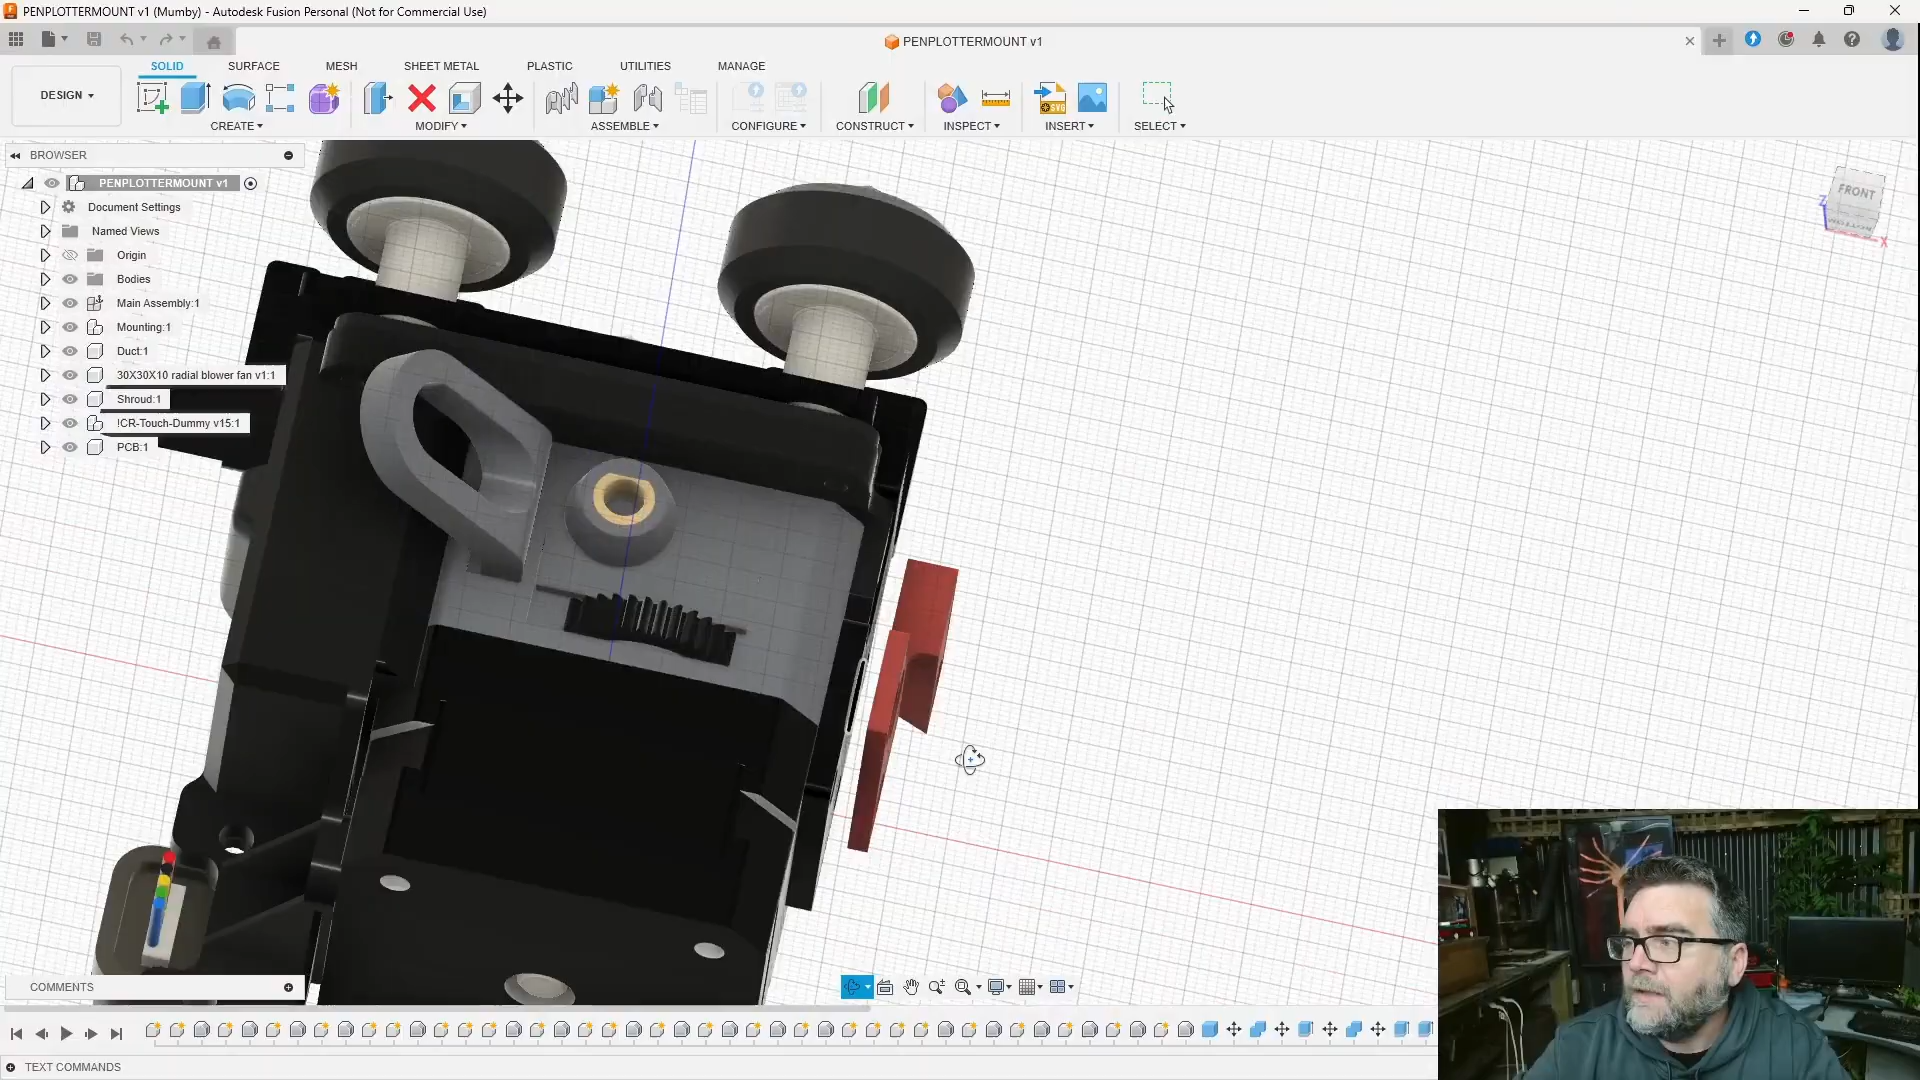 PENPLOTTERMOUNT v1 (Mumby) - Autodesk Fusion Personal (Not for Commercial Use)
PENPLOTTERMOUNT v1
SOLID SURFACE MESH SHEET METAL PLASTIC UTILITIES MANAGE
DESIGN
CREATE MODIFY ASSEMBLE CONFIGURE CONSTRUCT INSPECT INSERT SELECT
BROWSER
PENPLOTTERMOUNT v1
Document Settings
Named Views
Origin
Bodies
Main Assembly:1
Mounting:1
Duct:1
30X30X10 radial blower fan v1:1
Shroud:1
!CR-Touch-Dummy v15:1
PCB:1
FRONT
Z
X
COMMENTS
TEXT COMMANDS